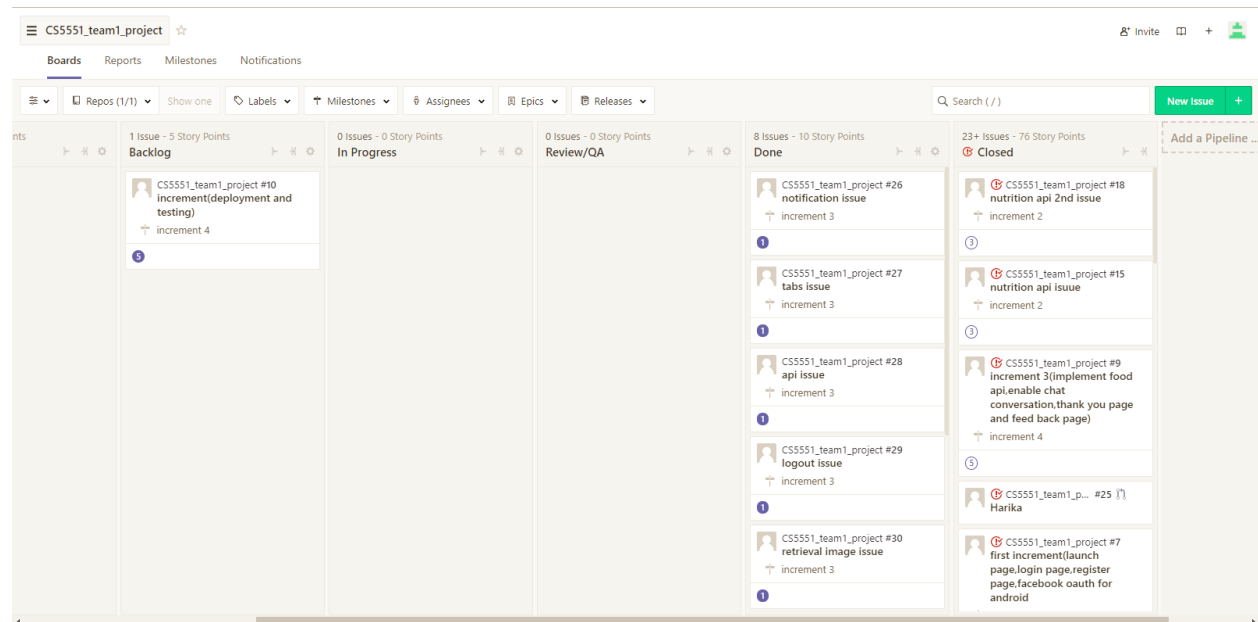 CS5551_team1_project
Invite
Boards Reports Milestones Notifications
Repos (1/1) Show one Labels Milestones Assignees Epics Releases Search ( / ) New Issue +
nts
1 Issue - 5 Story Points
Backlog
CS5551_team1_project #10
increment(deployment and
testing)
increment 4
5
0 Issues - 0 Story Points
In Progress
0 Issues - 0 Story Points
Review/QA
8 Issues - 10 Story Points
Done
CS5551_team1_project #26
notification issue
increment 3
1
CS5551_team1_project #27
tabs issue
increment 3
1
CS5551_team1_project #28
api issue
increment 3
1
CS5551_team1_project #29
logout issue
increment 3
1
CS5551_team1_project #30
retrieval image issue
increment 3
1
23+ Issues - 76 Story Points
Closed
CS5551_team1_project #18
nutrition api 2nd issue
increment 2
3
CS5551_team1_project #15
nutrition api isuue
increment 2
3
CS5551_team1_project #9
increment 3(implement food
api,enable chat
conversation,thank you page
and feed back page)
increment 4
5
CS5551_team1_p... #25
Harika
CS5551_team1_project #7
first increment(launch
page,login page,register
page,facebook oauth for
android
Add a Pipeline ...